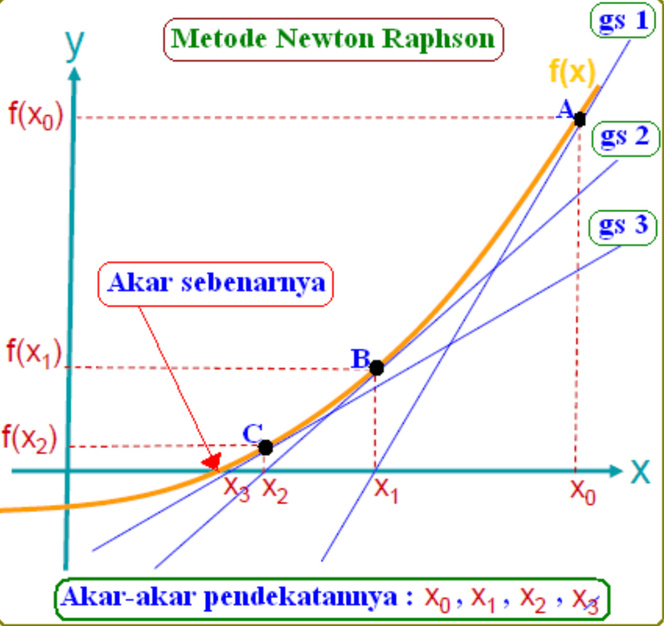 gs 1
Metode Newton Raphson
y
f(x)
f(x₀)
A
gs 2
gs 3
Akar sebenarnya
f(x₁)
B
f(x₂)
C
X
x₃ x₂ x₁ x₀
Akar-akar pendekatannya : x₀ , x₁ , x₂ , x₃